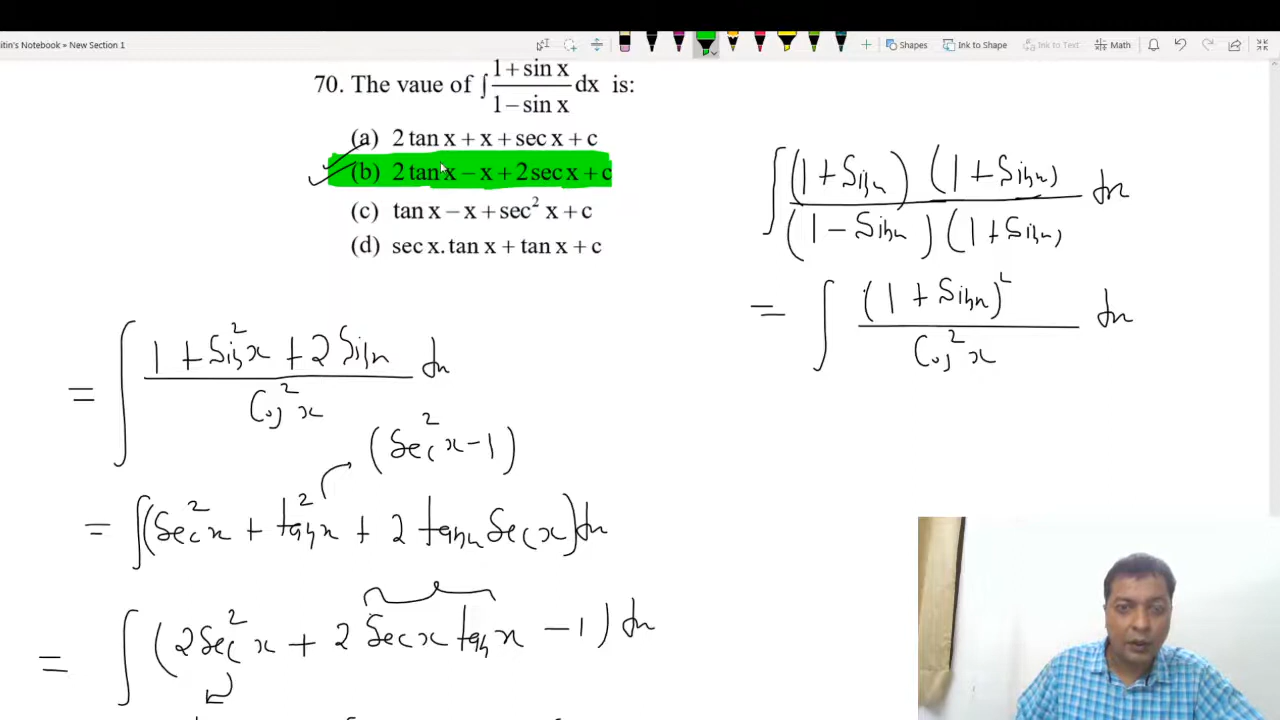 itin's Notebook » New Section 1
Shapes Ink to Shape Ink to Text Math
70. The vaue of ∫ (1 + sin x)/(1 − sin x) dx is:
(a) 2 tan x + x + sec x + c
(b) 2 tan x − x + 2 sec x + c
(c) tan x − x + sec² x + c
(d) sec x. tan x + tan x + c
∫ (1 + Sinx) (1 + Sinx) / (1 − Sinx) (1 + Sinx) dx
= ∫ (1 + Sinx)² / Cos²x dx
= ∫ (1 + Sin²x + 2 Sinx) / Cos²x dx
(Sec²x − 1)
= ∫(Sec²x + tan²x + 2 tanx Secx) dx
= ∫ (2 Sec²x + 2 Secx tanx − 1) dx